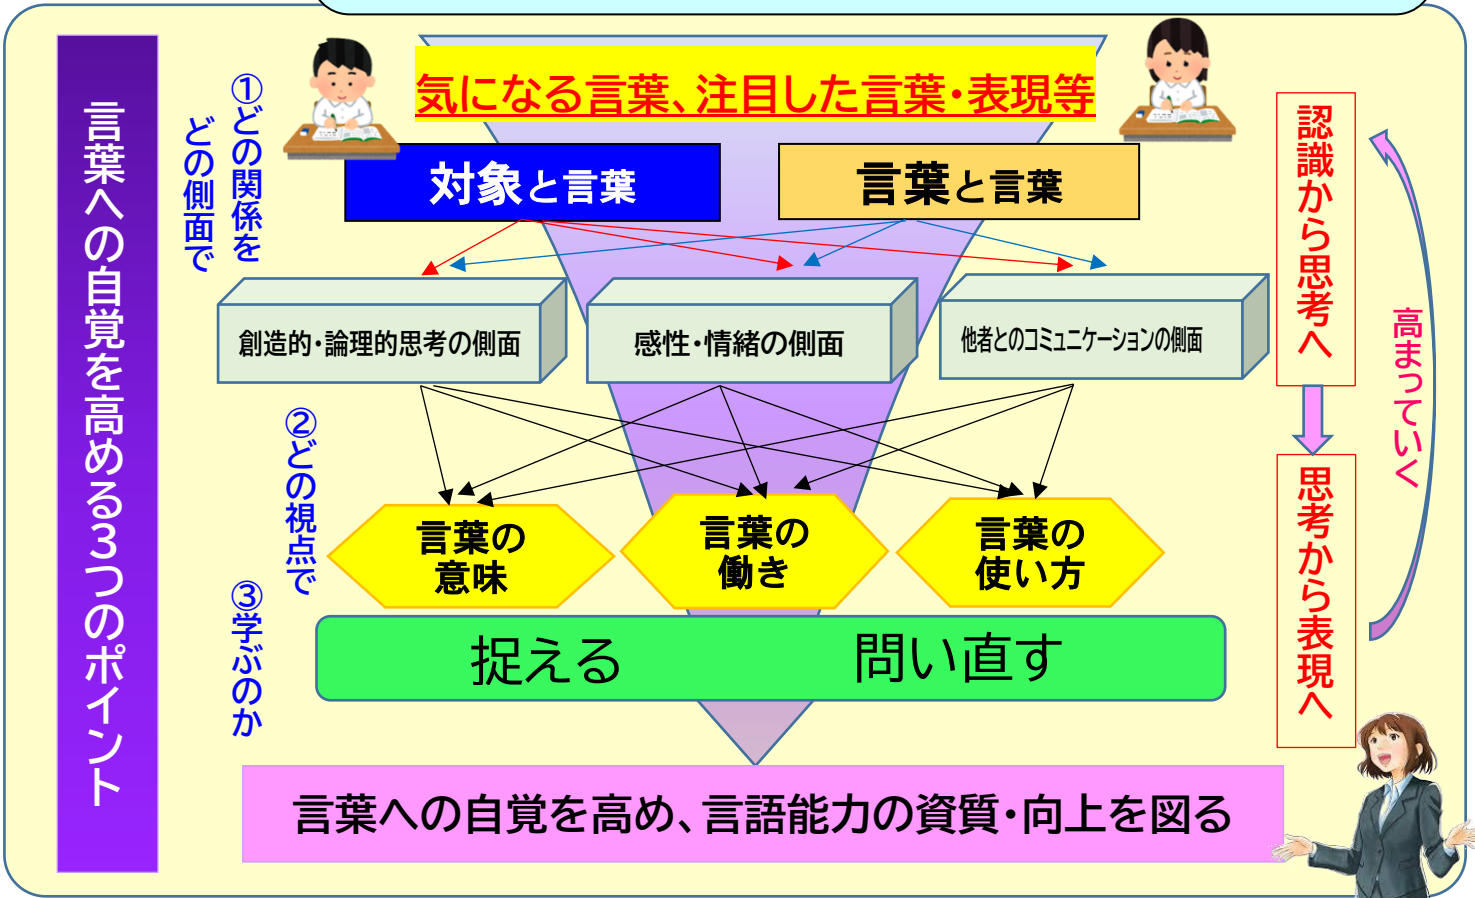 言葉への自覚を高める3つのポイント
①どの関係を
どの側面で
気になる言葉、注目した言葉・表現等
対象と言葉
言葉と言葉
創造的・論理的思考の側面
感性・情緒の側面
他者とのコミュニケーションの側面
②どの視点で
言葉の
意味
言葉の
働き
言葉の
使い方
③学ぶのか
捉える
問い直す
言葉への自覚を高め、言語能力の資質・向上を図る
認識から思考へ
思考から表現へ
高まっていく